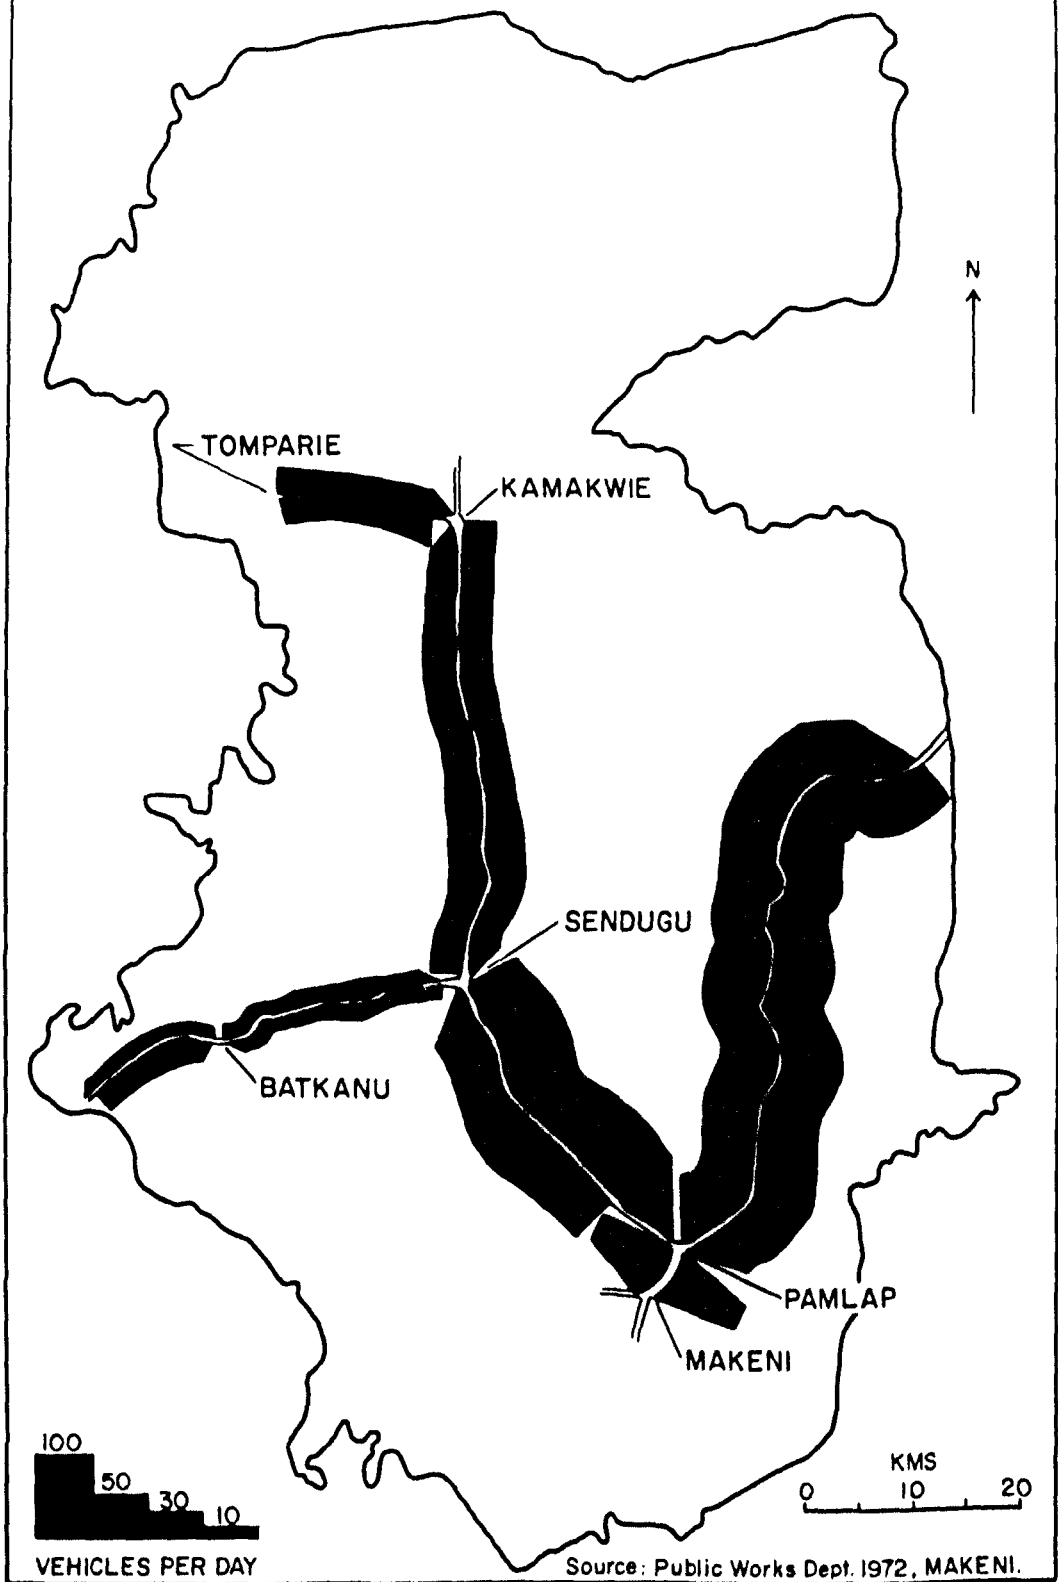 N
TOMPARIE
KAMAKWIE
SENDUGU
BATKANU
PAMLAP
MAKENI
100
50
30
10
VEHICLES PER DAY
KMS
0 10 20
Source: Public Works Dept. 1972, MAKENI.